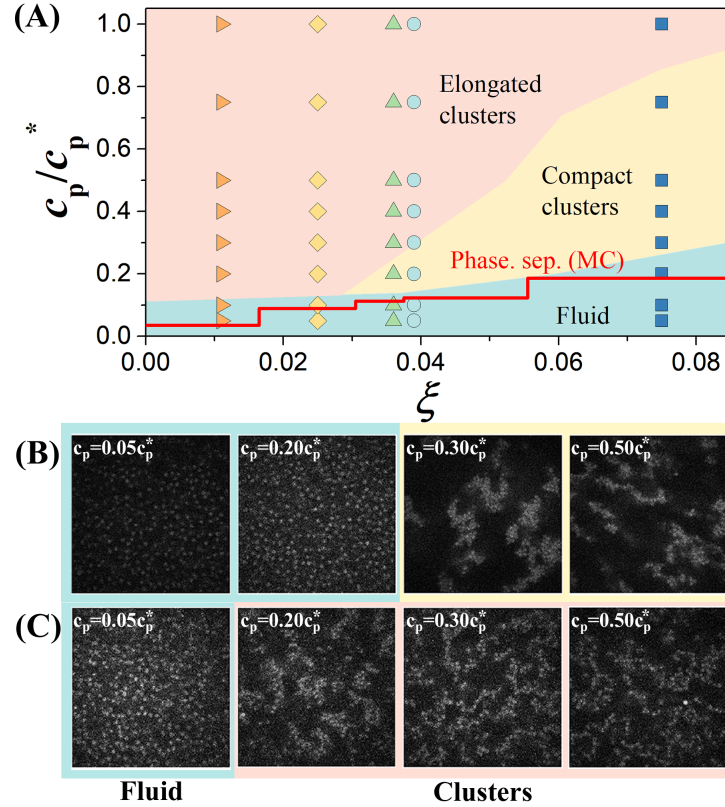 (A)
1.0
0.8
0.6
0.4
0.2
0.0
c_p/c_p^*
Elongated
clusters
Compact
clusters
Phase. sep. (MC)
Fluid
0.00 0.02 0.04 0.06 0.08
ξ
(B)
c_p=0.05c_p^* c_p=0.20c_p^* c_p=0.30c_p^* c_p=0.50c_p^*
(C)
c_p=0.05c_p^* c_p=0.20c_p^* c_p=0.30c_p^* c_p=0.50c_p^*
Fluid Clusters